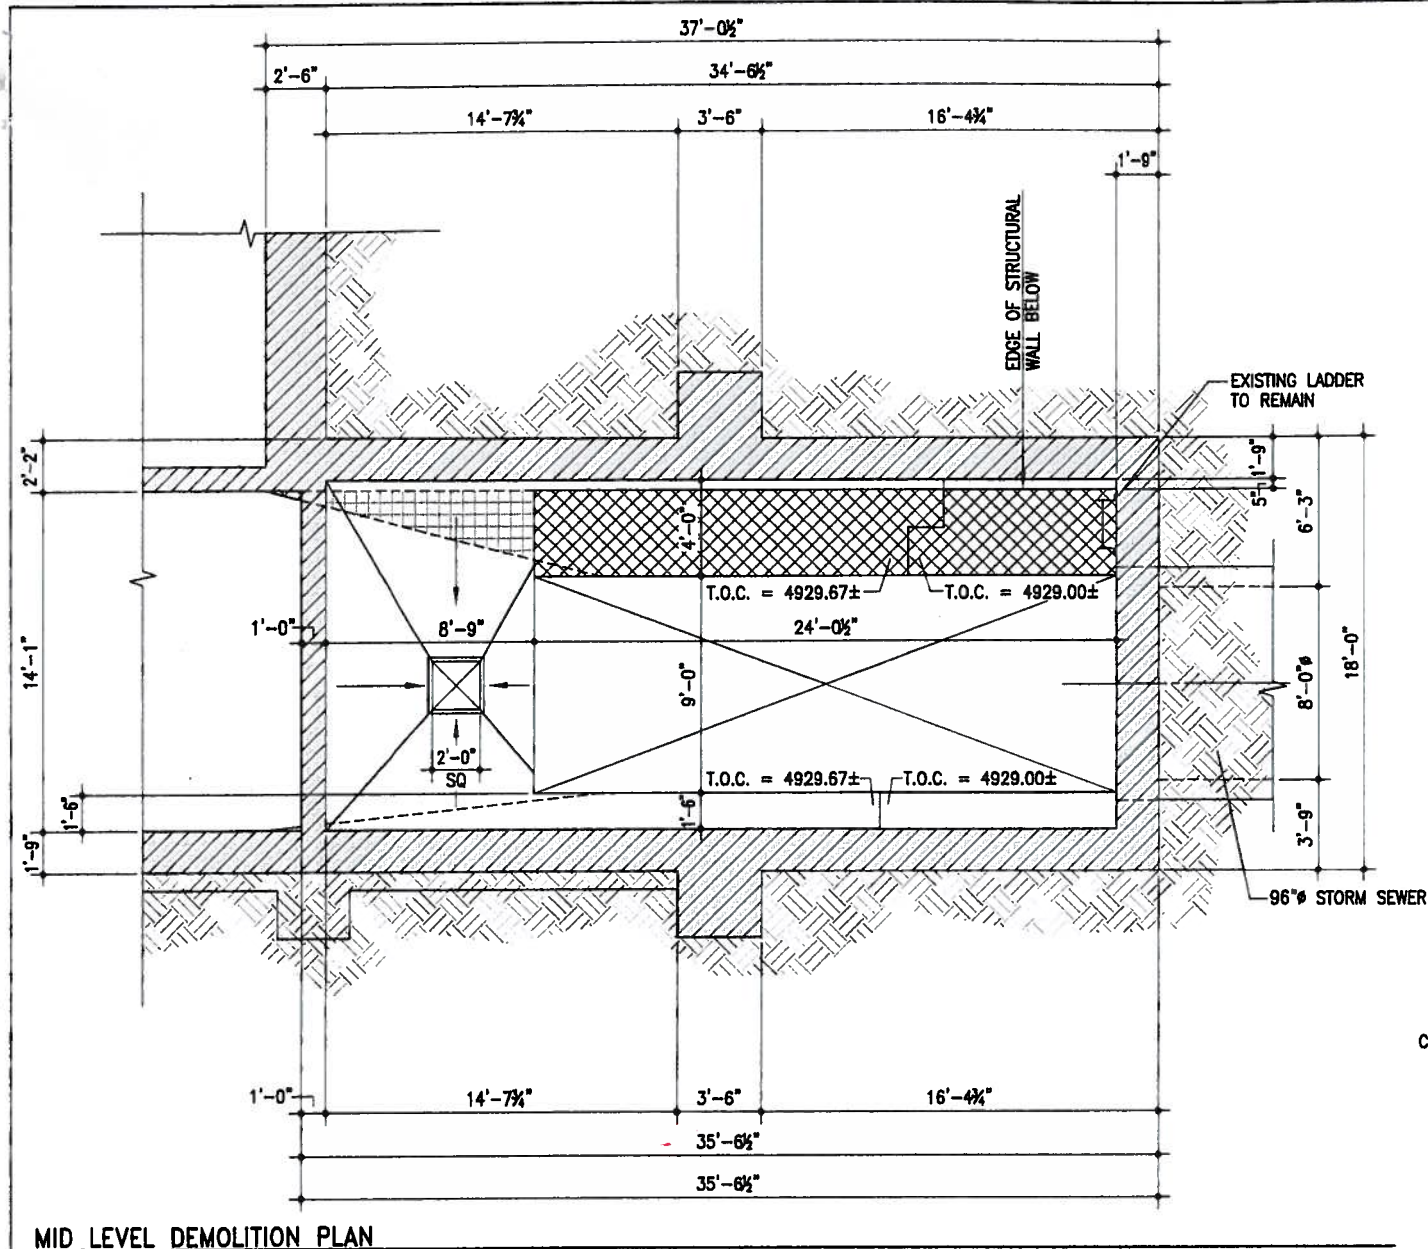 37'-0½"
2'-6"
34'-6½"
14'-7¾"
3'-6"
16'-4¾"
1'-9"
EDGE OF STRUCTURAL
WALL BELOW
EXISTING LADDER
TO REMAIN
2'-2"
1'-9"
5"
6'-3"
4'-0"
T.O.C. = 4929.67±
T.O.C. = 4929.00±
1'-0"
8'-9"
24'-0½"
14'-1"
9'-0"
8'-0"ø
18'-0"
2'-0"
SQ
T.O.C. = 4929.67±
T.O.C. = 4929.00±
1'-6"
1'-6"
1'-9"
3'-9"
96"ø STORM SEWER
C
1'-0"
14'-7¾"
3'-6"
16'-4¾"
35'-6½"
35'-6½"
MID LEVEL DEMOLITION PLAN